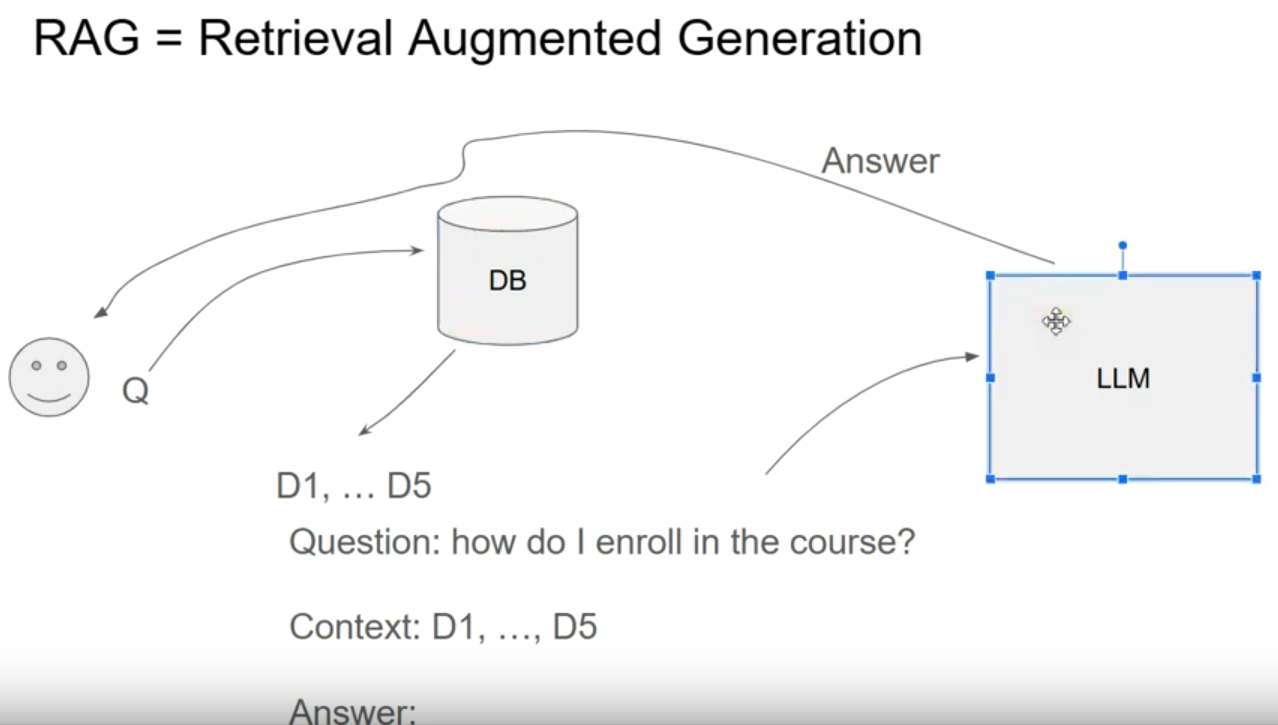 RAG = Retrieval Augmented Generation
Answer
DB
LLM
Q
D1, … D5
Question: how do I enroll in the course?
Context: D1, …, D5
Answer: